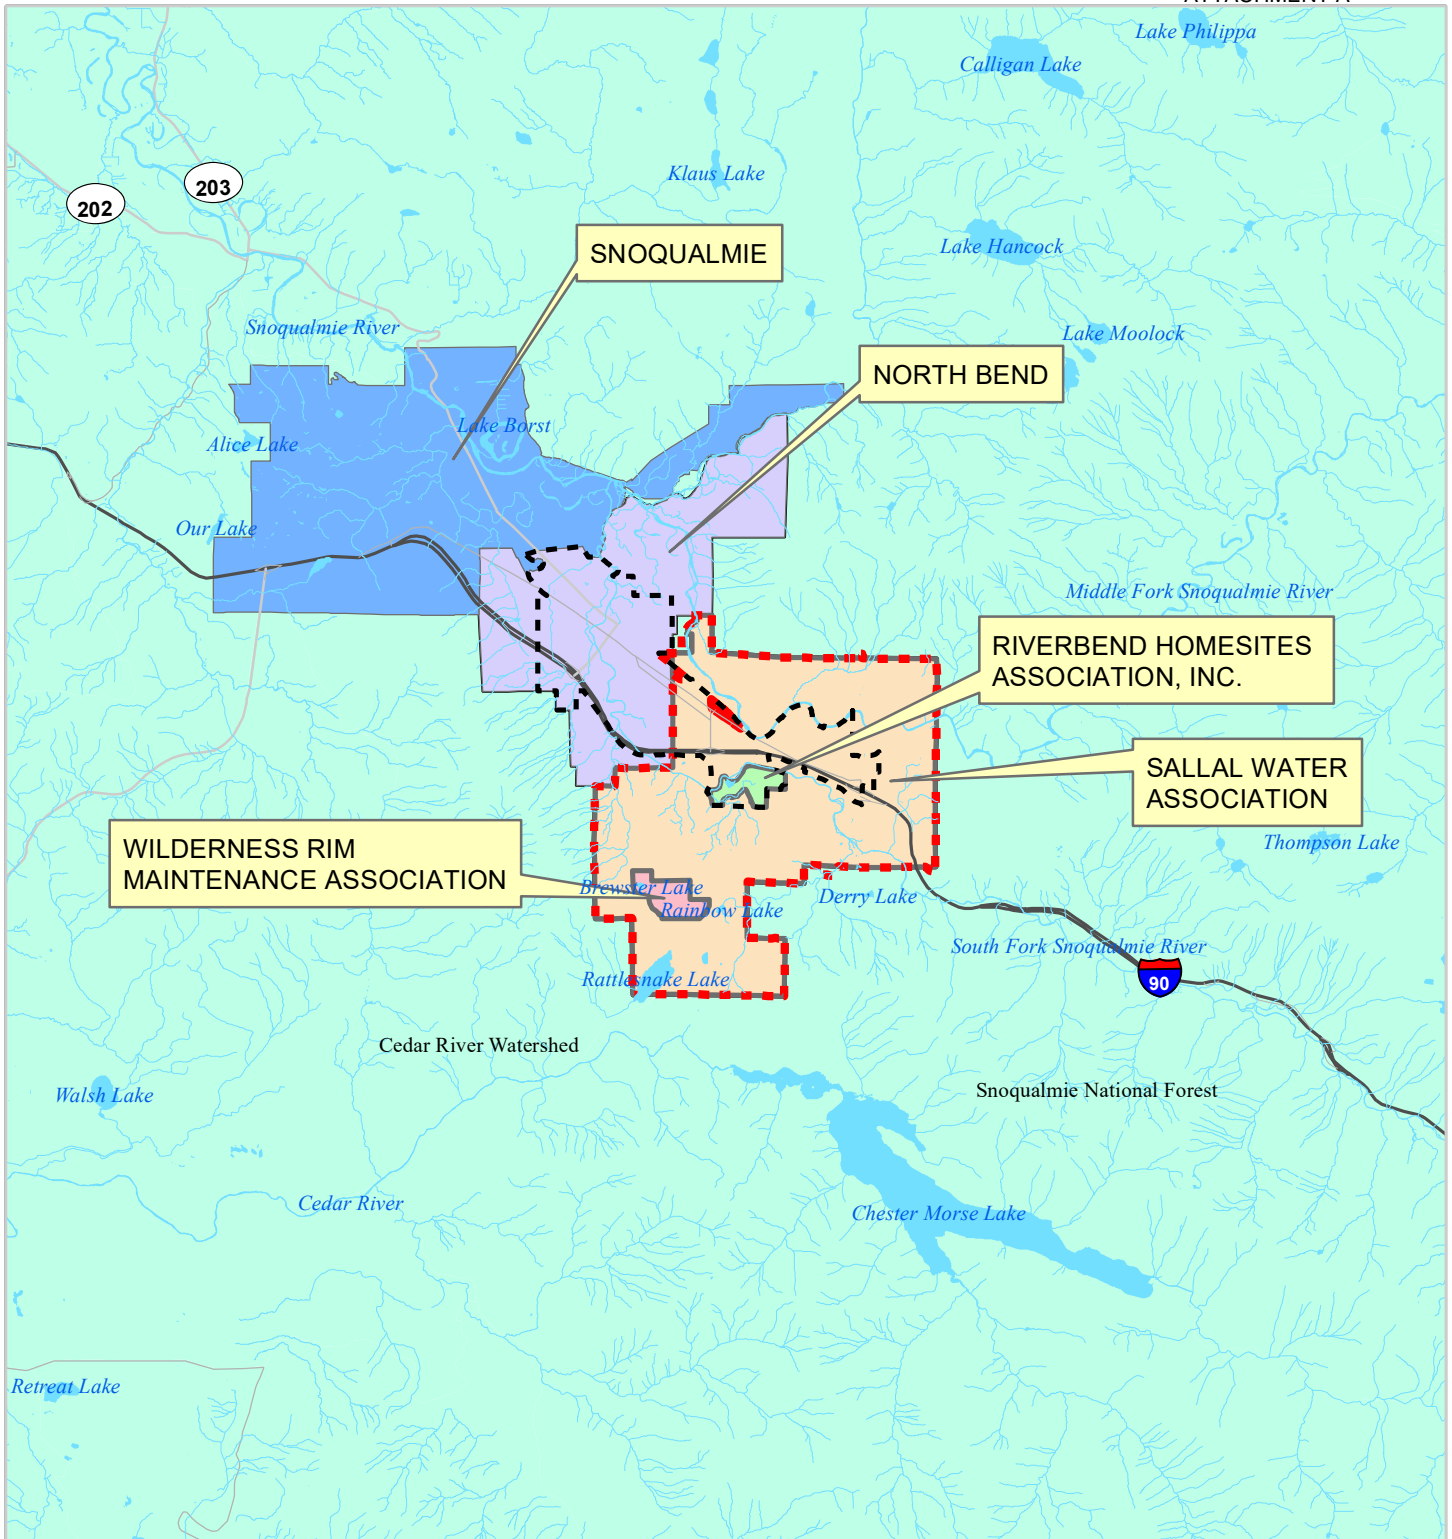 ATTACHMENT A
Lake Philippa
Calligan Lake
Klaus Lake
203
202
SNOQUALMIE
Lake Hancock
Snoqualmie River
Lake Moolock
NORTH BEND
Lake Borst
Alice Lake
Our Lake
Middle Fork Snoqualmie River
RIVERBEND HOMESITES
ASSOCIATION, INC.
SALLAL WATER
ASSOCIATION
Thompson Lake
WILDERNESS RIM
MAINTENANCE ASSOCIATION
Brewster Lake
Rainbow Lake
Derry Lake
South Fork Snoqualmie River
Rattlesnake Lake
90
Cedar River Watershed
Snoqualmie National Forest
Walsh Lake
Cedar River
Chester Morse Lake
Retreat Lake